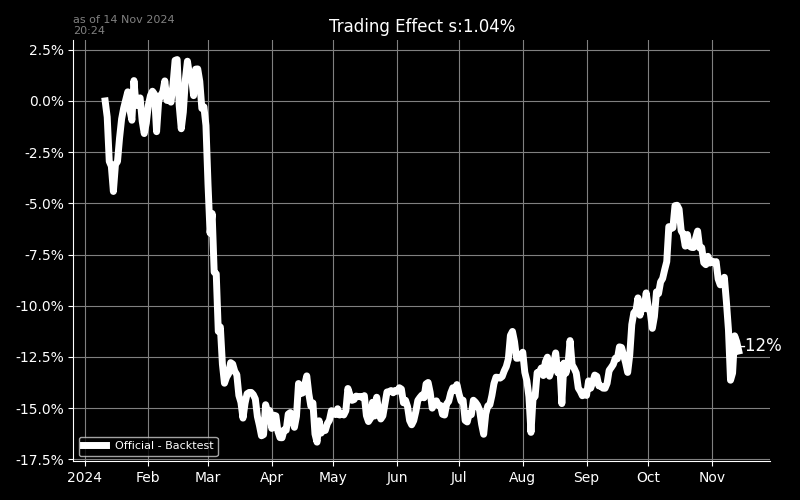 as of 14 Nov 2024
20:24
Trading Effect s:1.04%
2.5%
0.0%
-2.5%
-5.0%
-7.5%
-10.0%
-12.5%
-15.0%
-17.5%
-12%
Official - Backtest
2024 Feb Mar Apr May Jun Jul Aug Sep Oct Nov